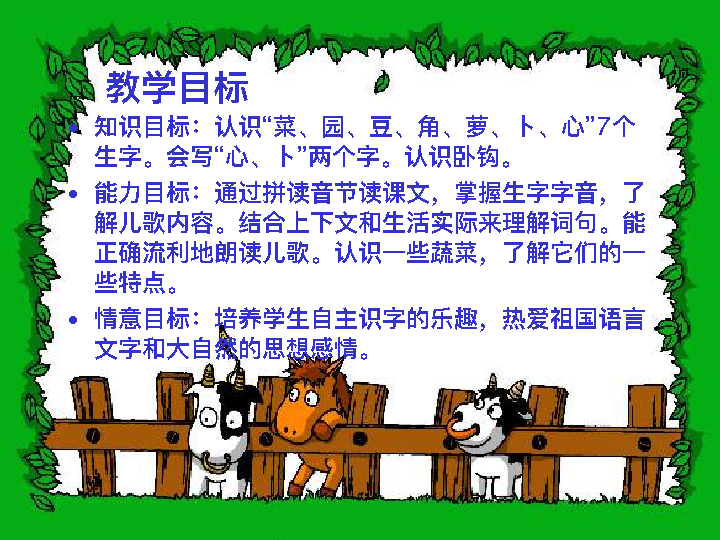 教学目标
• 知识目标：认识“菜、园、豆、角、萝、卜、心”7个
生字。会写“心、卜”两个字。认识卧钩。
• 能力目标：通过拼读音节读课文，掌握生字字音，了
解儿歌内容。结合上下文和生活实际来理解词句。能
正确流利地朗读儿歌。认识一些蔬菜，了解它们的一
些特点。
• 情意目标：培养学生自主识字的乐趣，热爱祖国语言
文字和大自然的思想感情。